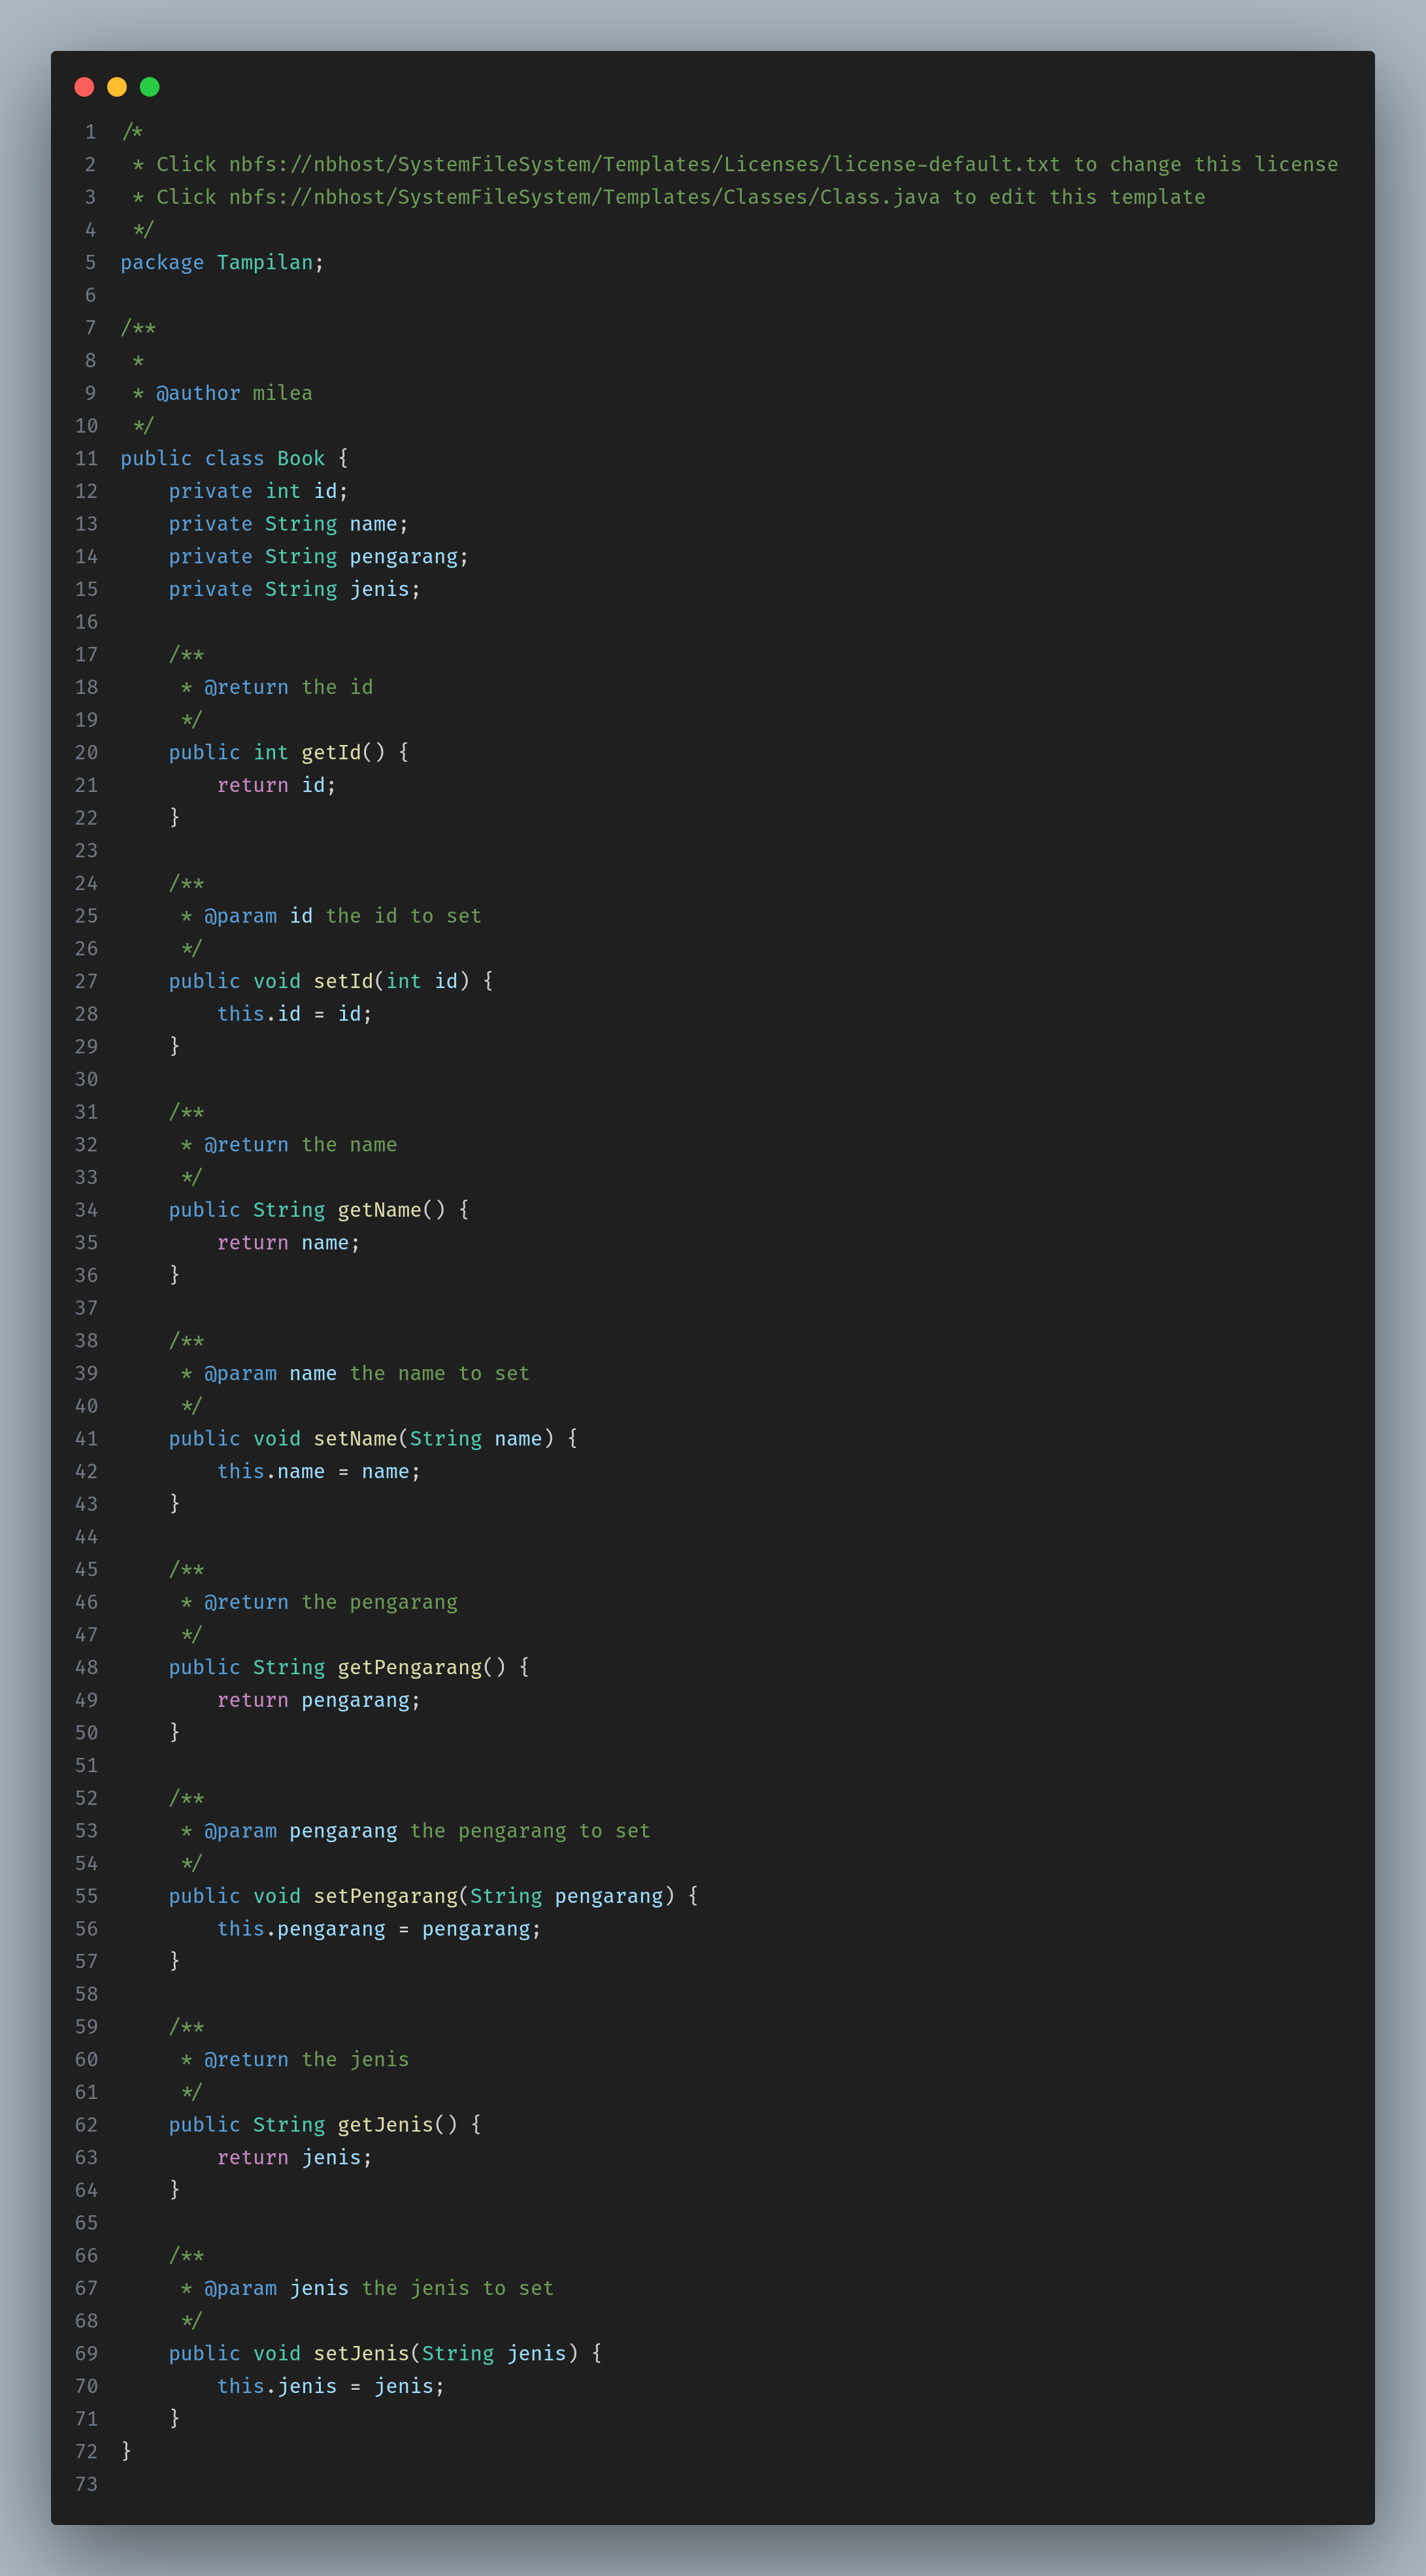 1 /*
2  * Click nbfs://nbhost/SystemFileSystem/Templates/Licenses/license-default.txt to change this license
3  * Click nbfs://nbhost/SystemFileSystem/Templates/Classes/Class.java to edit this template
4  */
5 package Tampilan;
6
7 /**
8  *
9  * @author milea
10  */
11 public class Book {
12     private int id;
13     private String name;
14     private String pengarang;
15     private String jenis;
16
17     /**
18      * @return the id
19      */
20     public int getId() {
21         return id;
22     }
23
24     /**
25      * @param id the id to set
26      */
27     public void setId(int id) {
28         this.id = id;
29     }
30
31     /**
32      * @return the name
33      */
34     public String getName() {
35         return name;
36     }
37
38     /**
39      * @param name the name to set
40      */
41     public void setName(String name) {
42         this.name = name;
43     }
44
45     /**
46      * @return the pengarang
47      */
48     public String getPengarang() {
49         return pengarang;
50     }
51
52     /**
53      * @param pengarang the pengarang to set
54      */
55     public void setPengarang(String pengarang) {
56         this.pengarang = pengarang;
57     }
58
59     /**
60      * @return the jenis
61      */
62     public String getJenis() {
63         return jenis;
64     }
65
66     /**
67      * @param jenis the jenis to set
68      */
69     public void setJenis(String jenis) {
70         this.jenis = jenis;
71     }
72 }
73